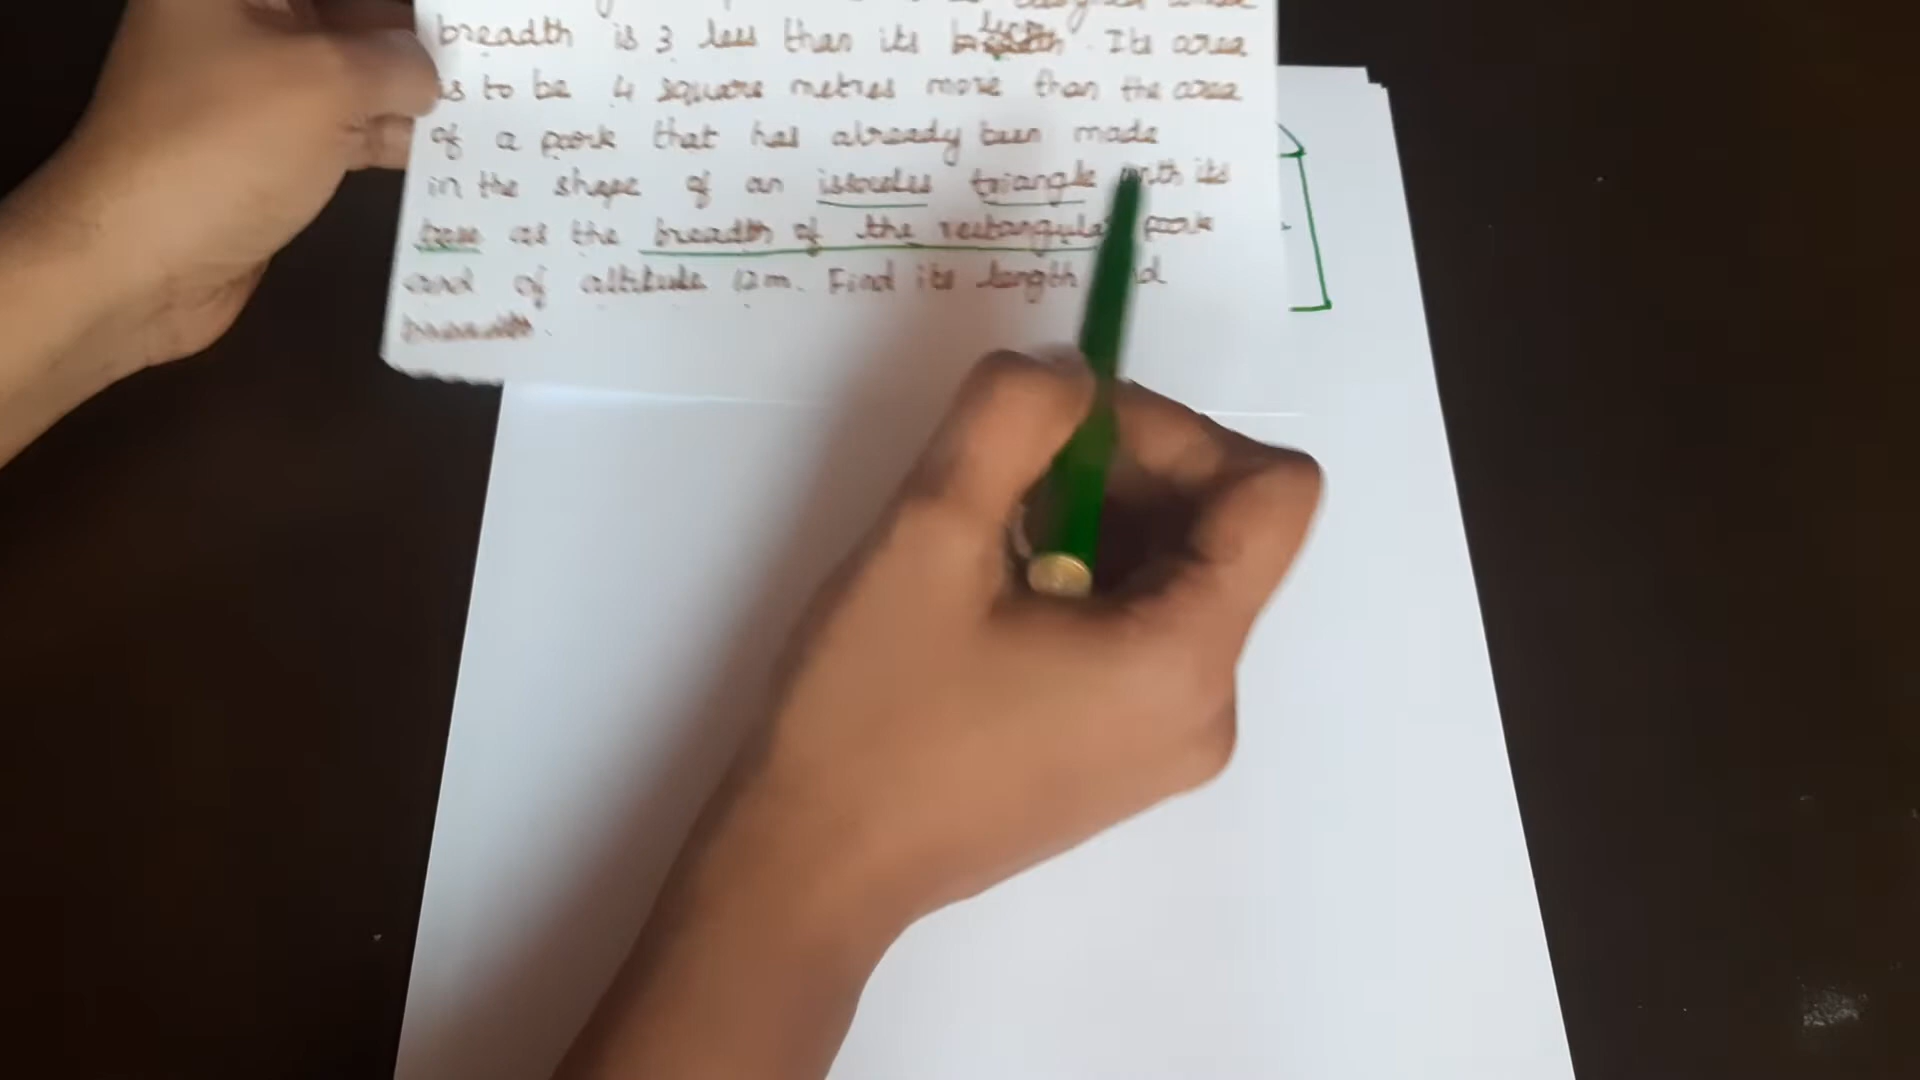 breadth is 3 less than its length. Its area
is to be 4 square metres more than the area
of a park that has already been made
in the shape of an isoceles triangle with its
base as the breadth of the rectangular park
and of altitude 12m. Find its length and
breadth.